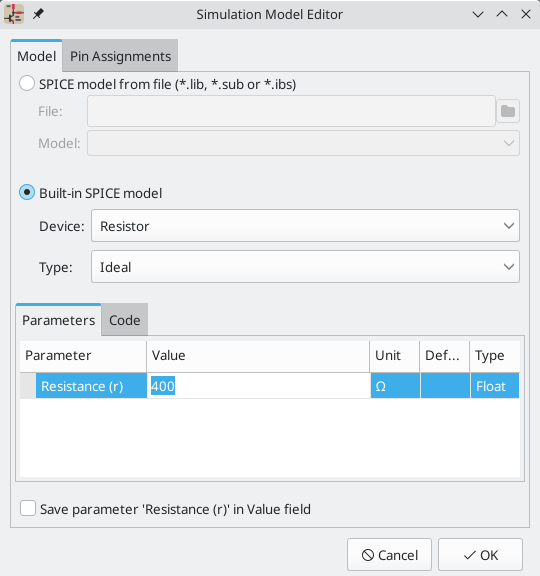 Simulation Model Editor
Model Pin Assignments
SPICE model from file (*.lib, *.sub or *.ibs)
File:
Model:
Built-in SPICE model
Device: Resistor
Type: Ideal
Parameters Code
Parameter Value Unit Def... Type
Resistance (r) 400 Ω Float
Save parameter 'Resistance (r)' in Value field
Cancel OK